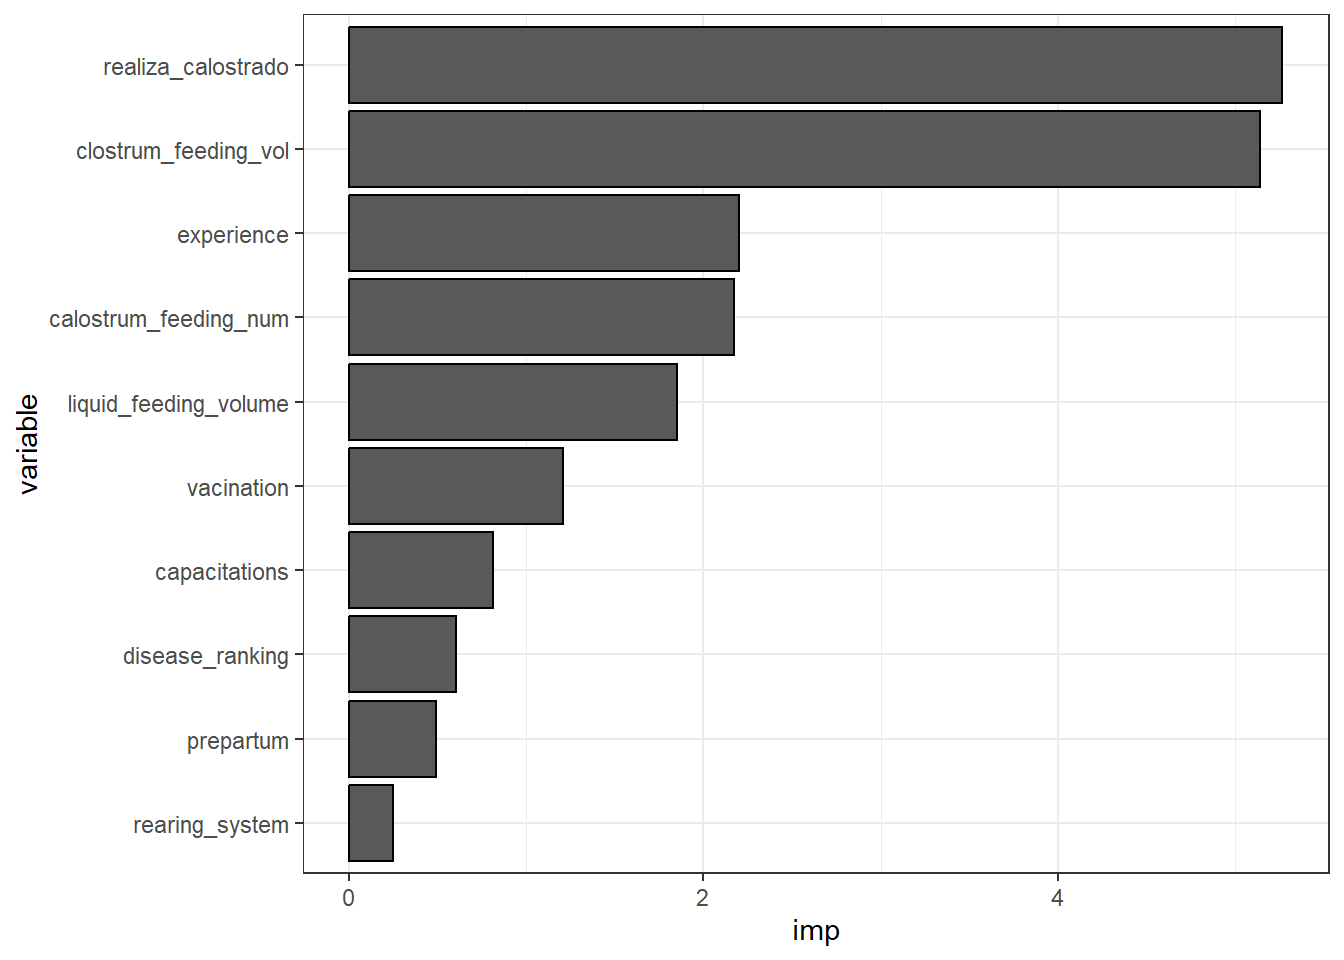 realiza_calostrado
clostrum_feeding_vol
experience
calostrum_feeding_num
liquid_feeding_volume
vacination
capacitations
disease_ranking
prepartum
rearing_system
variable
0 2 4
imp